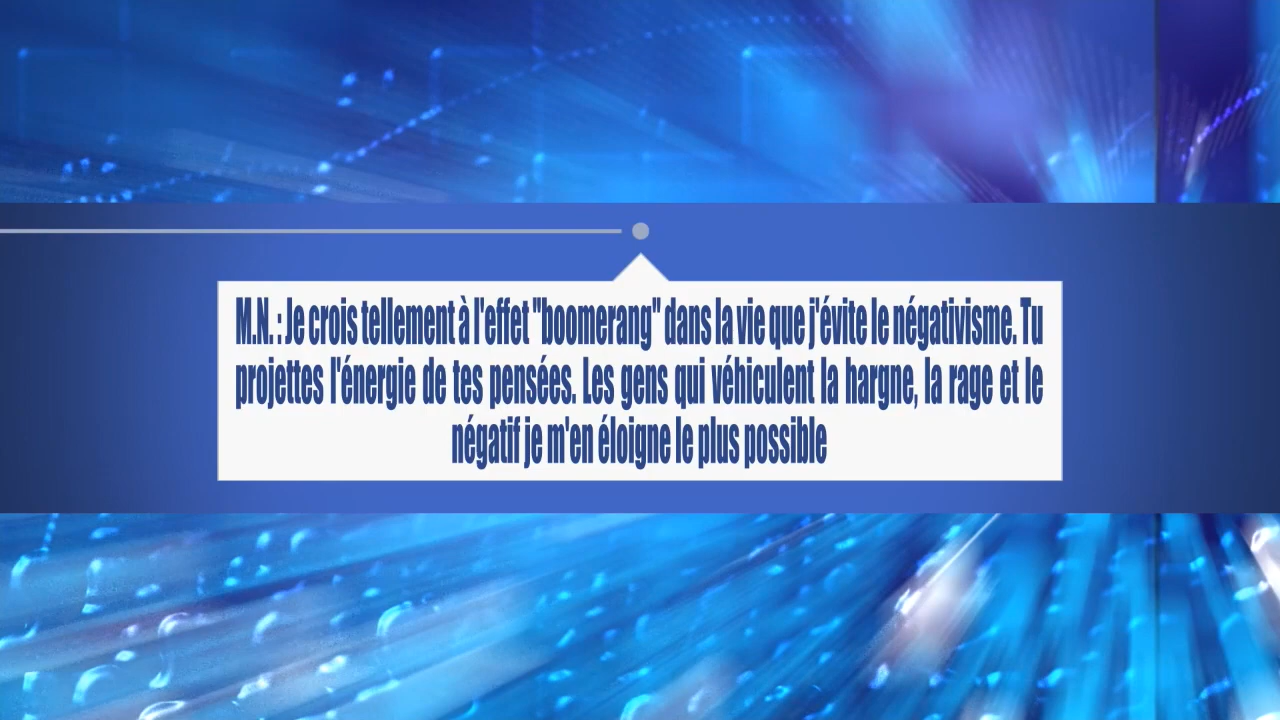 M.N. : Je crois tellement à l'effet "boomerang" dans la vie que j'évite le négativisme. Tu
projettes l'énergie de tes pensées. Les gens qui véhiculent la hargne, la rage et le
négatif je m'en éloigne le plus possible